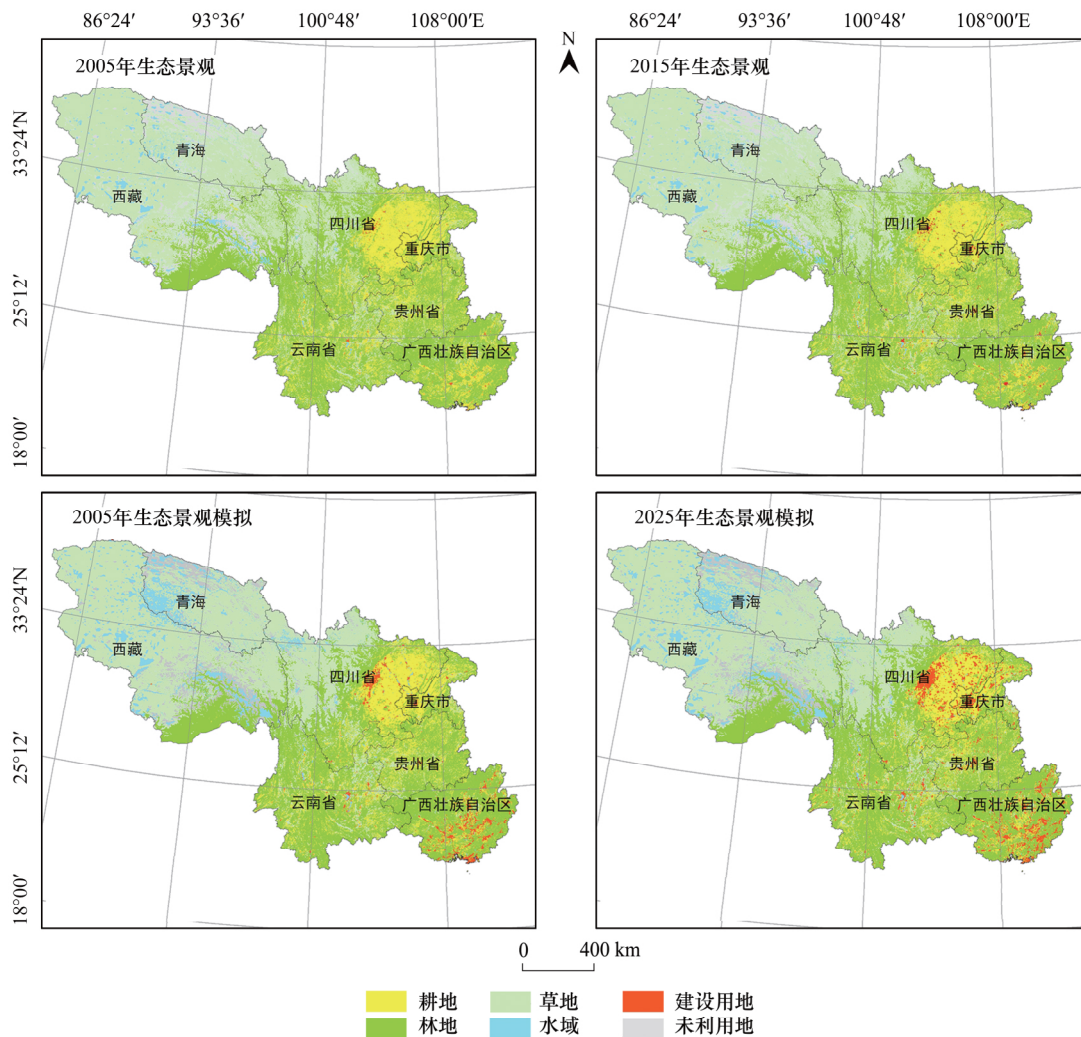 86°24′ 93°36′ 100°48′ 108°00′E
86°24′ 93°36′ 100°48′ 108°00′E
N
2005年生态景观
33°24′N
25°12′
18°00′
青海
西藏
四川省
重庆市
贵州省
云南省
广西壮族自治区
2015年生态景观
青海
西藏
四川省
重庆市
贵州省
云南省
广西壮族自治区
2005年生态景观模拟
33°24′N
25°12′
18°00′
青海
西藏
四川省
重庆市
贵州省
云南省
广西壮族自治区
2025年生态景观模拟
青海
西藏
四川省
重庆市
贵州省
云南省
广西壮族自治区
0 400 km
耕地 草地 建设用地
林地 水域 未利用地